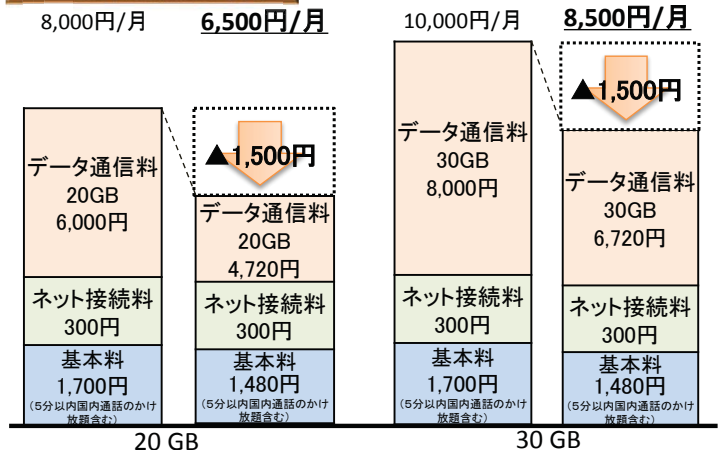 8,000円/月
6,500円/月
▲1,500円
データ通信料
20GB
6,000円
データ通信料
20GB
4,720円
ネット接続料
300円
ネット接続料
300円
基本料
1,700円
(5分以内国内通話のかけ
放題含む)
基本料
1,480円
(5分以内国内通話のかけ
放題含む)
20 GB
10,000円/月
8,500円/月
▲1,500円
データ通信料
30GB
8,000円
データ通信料
30GB
6,720円
ネット接続料
300円
ネット接続料
300円
基本料
1,700円
(5分以内国内通話のかけ
放題含む)
基本料
1,480円
(5分以内国内通話のかけ
放題含む)
30 GB